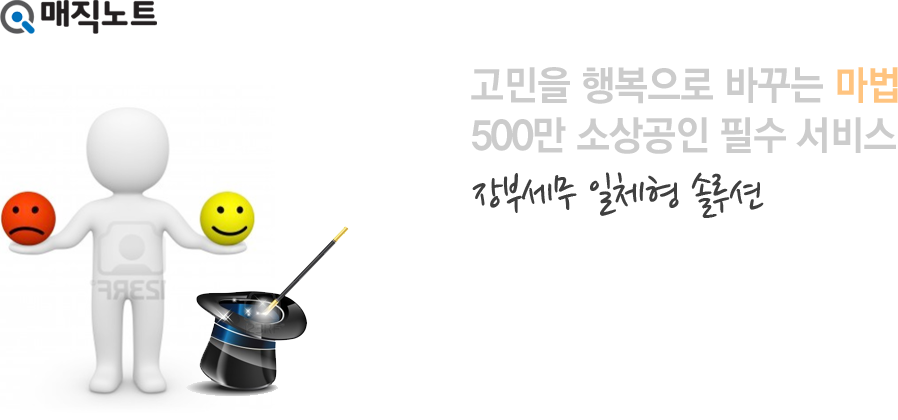 매직노트
고민을 행복으로 바꾸는 마법
500만 소상공인 필수 서비스
장부세무 일체형 솔루션
123RF